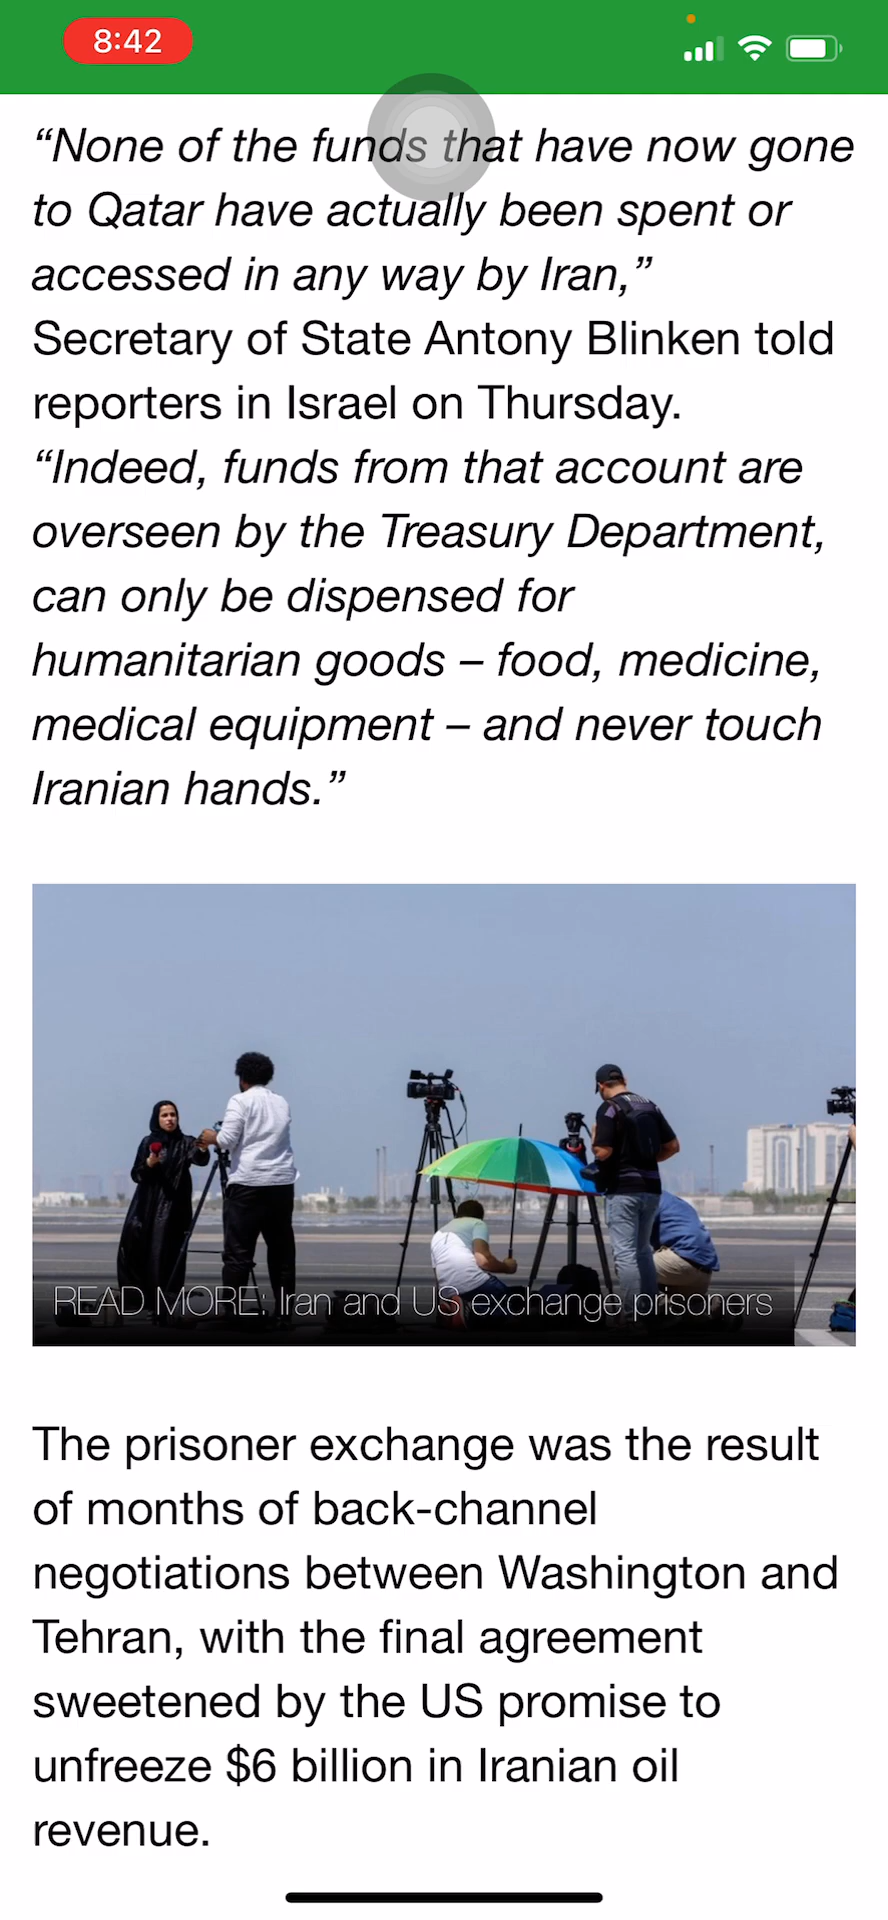 8:42
“None of the funds that have now gone
to Qatar have actually been spent or
accessed in any way by Iran,”
Secretary of State Antony Blinken told
reporters in Israel on Thursday.
“Indeed, funds from that account are
overseen by the Treasury Department,
can only be dispensed for
humanitarian goods – food, medicine,
medical equipment – and never touch
Iranian hands.”
READ MORE: Iran and US exchange prisoners
The prisoner exchange was the result
of months of back-channel
negotiations between Washington and
Tehran, with the final agreement
sweetened by the US promise to
unfreeze $6 billion in Iranian oil
revenue.